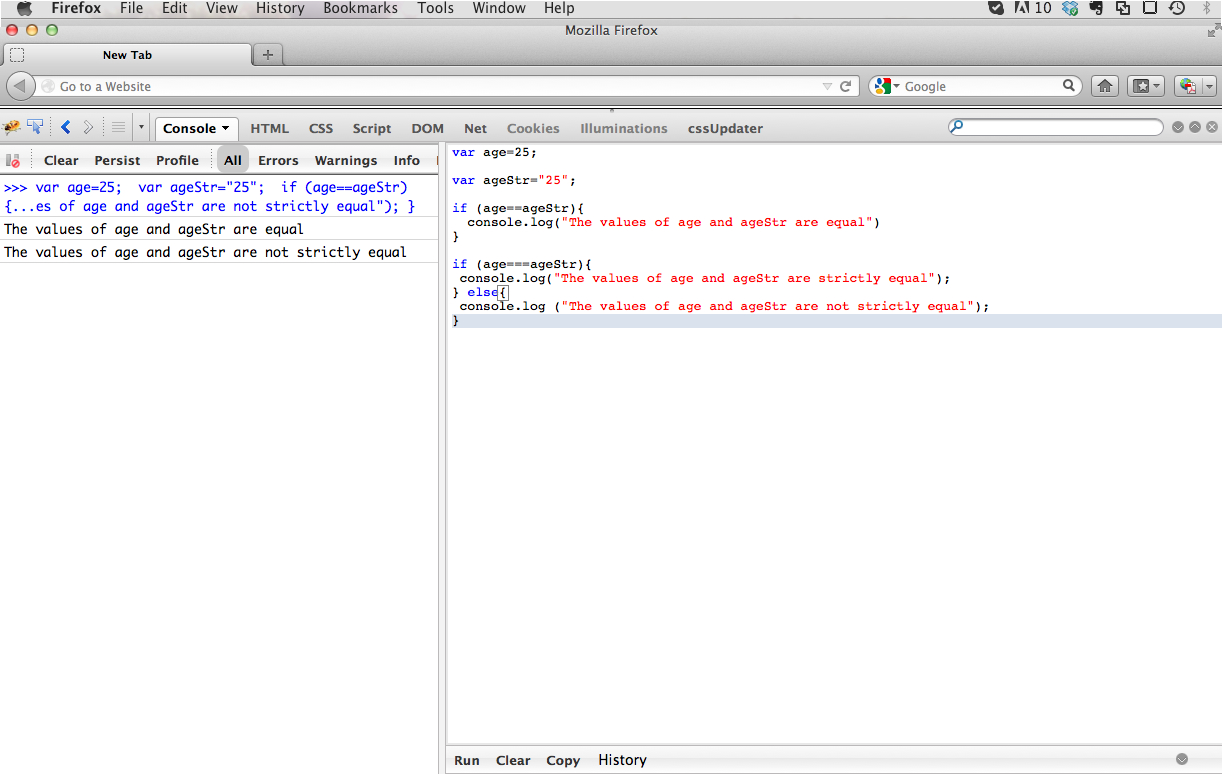 Firefox File Edit View History Bookmarks Tools Window Help 10
Mozilla Firefox
New Tab
Go to a Website Google
Console HTML CSS Script DOM Net Cookies Illuminations cssUpdater
Clear Persist Profile All Errors Warnings Info
>>> var age=25;  var ageStr="25";  if (age==ageStr)
{...es of age and ageStr are not strictly equal"); }
The values of age and ageStr are equal
The values of age and ageStr are not strictly equal
var age=25;
var ageStr="25";
if (age==ageStr){
console.log("The values of age and ageStr are equal")
}
if (age===ageStr){
console.log("The values of age and ageStr are strictly equal");
} else{
console.log ("The values of age and ageStr are not strictly equal");
}
Run Clear Copy History